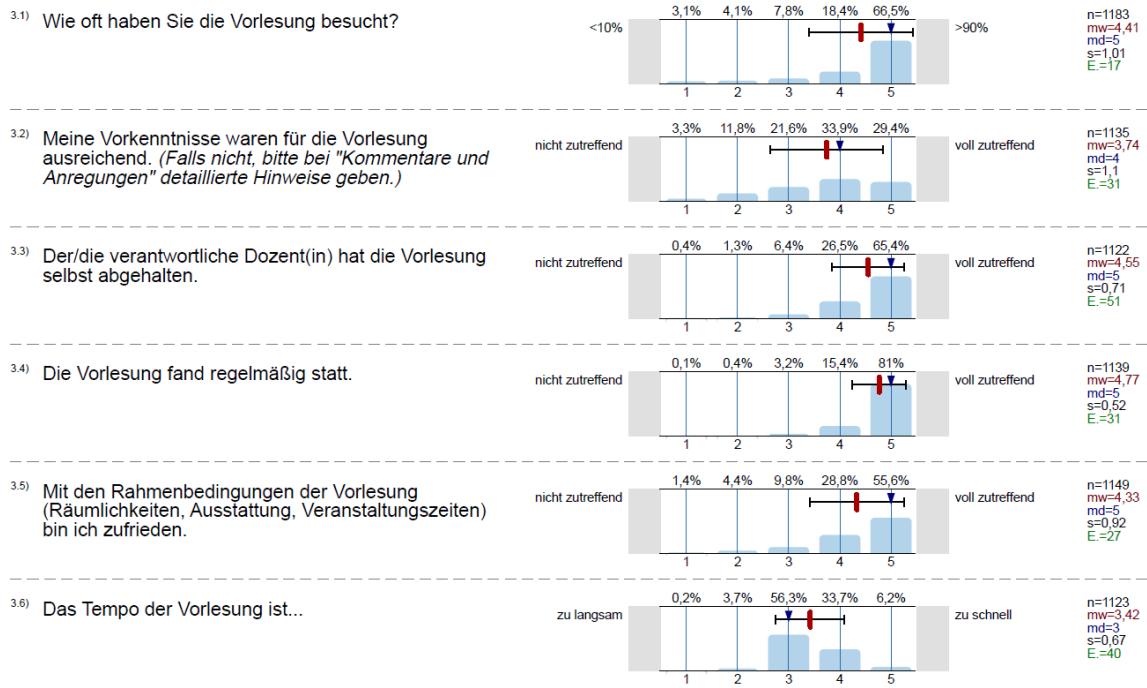 3.1) Wie oft haben Sie die Vorlesung besucht?
<10%
3,1% 4,1% 7,8% 18,4% 66,5%
1 2 3 4 5
>90%
n=1183
mw=4,41
md=5
s=1,01
E.=17
3.2) Meine Vorkenntnisse waren für die Vorlesung
ausreichend. (Falls nicht, bitte bei "Kommentare und
Anregungen" detaillierte Hinweise geben.)
nicht zutreffend
3,3% 11,8% 21,6% 33,9% 29,4%
1 2 3 4 5
voll zutreffend
n=1135
mw=3,74
md=4
s=1,1
E.=31
3.3) Der/die verantwortliche Dozent(in) hat die Vorlesung
selbst abgehalten.
nicht zutreffend
0,4% 1,3% 6,4% 26,5% 65,4%
1 2 3 4 5
voll zutreffend
n=1122
mw=4,55
md=5
s=0,71
E.=51
3.4) Die Vorlesung fand regelmäßig statt.
nicht zutreffend
0,1% 0,4% 3,2% 15,4% 81%
1 2 3 4 5
voll zutreffend
n=1139
mw=4,77
md=5
s=0,52
E.=31
3.5) Mit den Rahmenbedingungen der Vorlesung
(Räumlichkeiten, Ausstattung, Veranstaltungszeiten)
bin ich zufrieden.
nicht zutreffend
1,4% 4,4% 9,8% 28,8% 55,6%
1 2 3 4 5
voll zutreffend
n=1149
mw=4,33
md=5
s=0,92
E.=27
3.6) Das Tempo der Vorlesung ist...
zu langsam
0,2% 3,7% 56,3% 33,7% 6,2%
1 2 3 4 5
zu schnell
n=1123
mw=3,42
md=3
s=0,67
E.=40